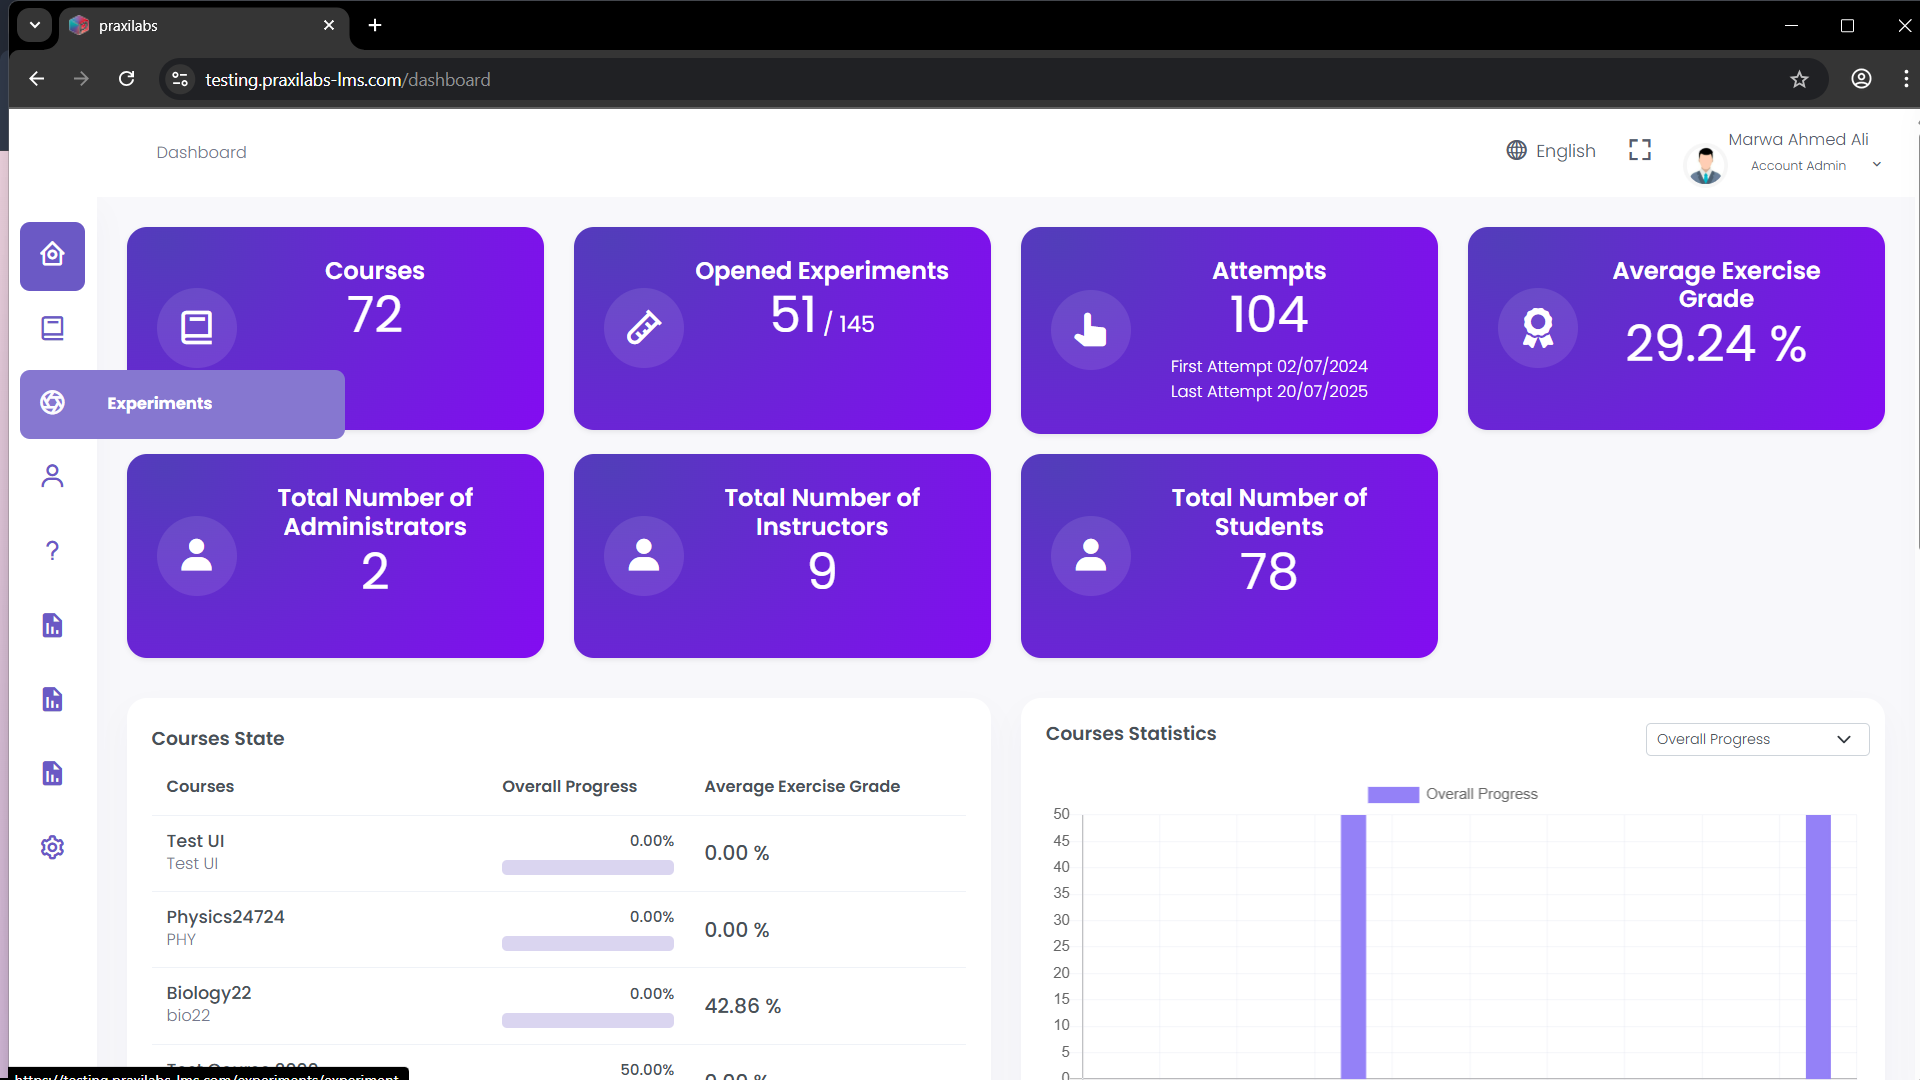 praxilabs
testing.praxilabs-lms.com/dashboard
Dashboard
English
Marwa Ahmed Ali
Account Admin
Courses
72
Opened Experiments
51 / 145
Attempts
104
First Attempt 02/07/2024
Last Attempt 20/07/2025
Average Exercise
Grade
29.24 %
Experiments
Total Number of
Administrators
2
Total Number of
Instructors
9
Total Number of
Students
78
?
Courses State
Courses Overall Progress Average Exercise Grade
Test UI
Test UI
0.00%
0.00 %
Physics24724
PHY
0.00%
0.00 %
Biology22
bio22
0.00%
42.86 %
50.00%
0.00 %
https://testing.praxilabs-lms.com/experiments/experiment
Courses Statistics
Overall Progress
Overall Progress
50
45
40
35
30
25
20
15
10
5
0